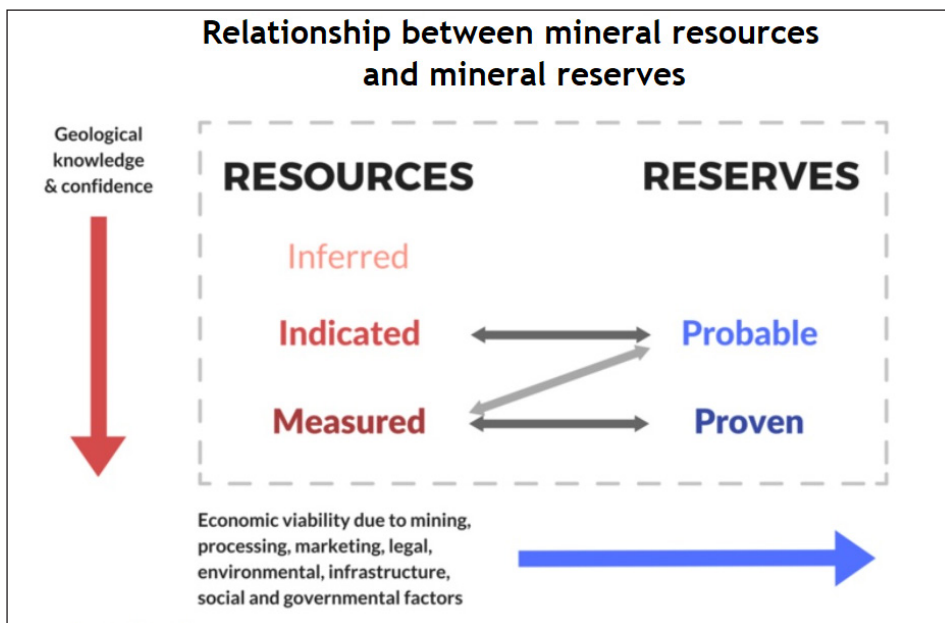 Relationship between mineral resources
and mineral reserves
Geological
knowledge
& confidence
RESOURCES
RESERVES
Inferred
Indicated
Probable
Measured
Proven
Economic viability due to mining,
processing, marketing, legal,
environmental, infrastructure,
social and governmental factors